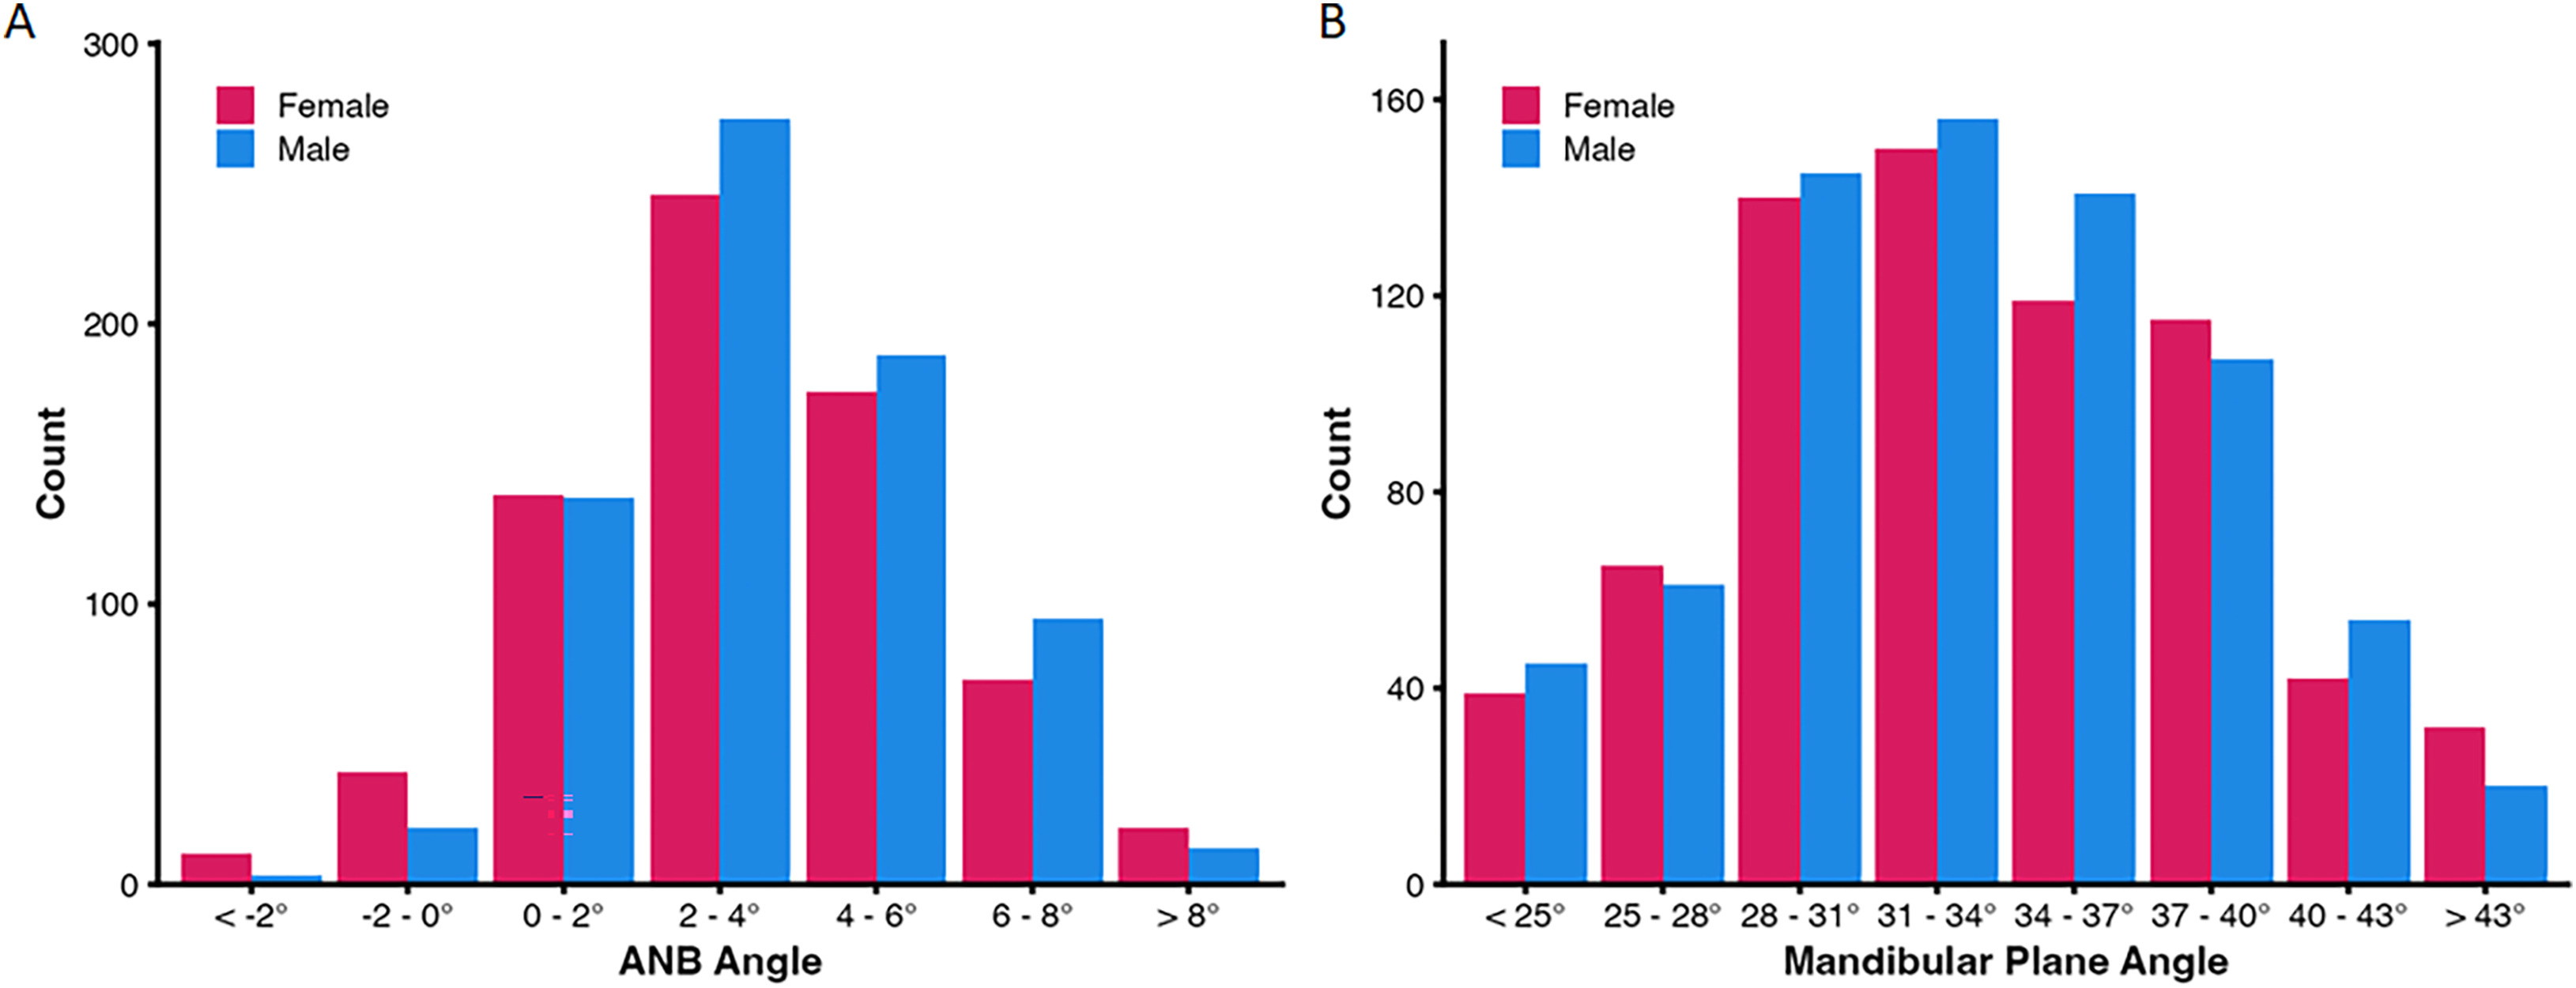 A
300
200
100
0
Count
Female
Male
< -2°
-2 - 0°
0 - 2°
2 - 4°
4 - 6°
6 - 8°
> 8°
ANB Angle
B
160
120
80
40
0
Count
Female
Male
< 25°
25 - 28°
28 - 31°
31 - 34°
34 - 37°
37 - 40°
40 - 43°
> 43°
Mandibular Plane Angle